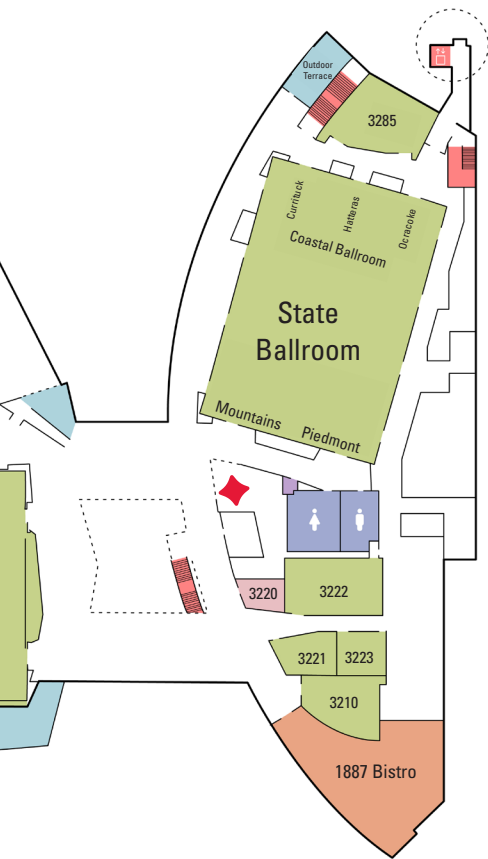 Outdoor
Terrace
3285
Currituck
Hatteras
Ocracoke
Coastal Ballroom
State
Ballroom
Mountains
Piedmont
3220
3222
3221
3223
3210
1887 Bistro